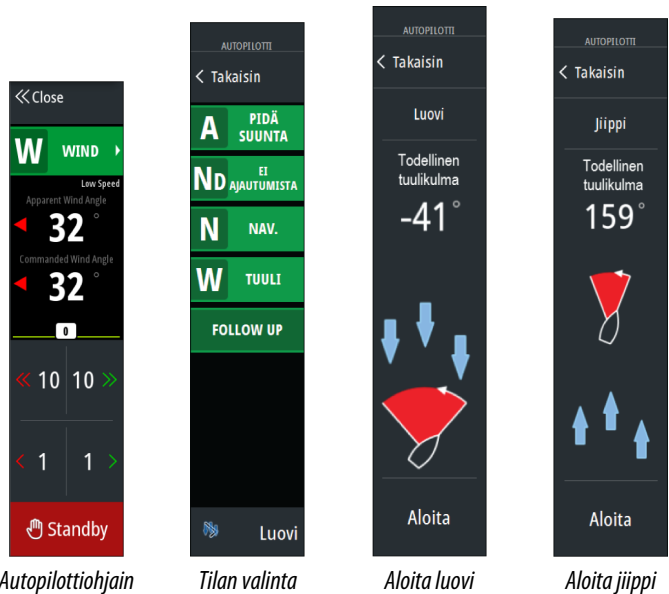 Close
W WIND
Low Speed
Apparent Wind Angle
32°
Commanded Wind Angle
32°
0
10 10
1 1
Standby
Autopilottiohjain
AUTOPILOTTI
Takaisin
A PIDÄ
SUUNTA
ND EI
AJAUTUMISTA
N NAV.
W TUULI
FOLLOW UP
Luovi
Tilan valinta
AUTOPILOTTI
Takaisin
Luovi
Todellinen
tuulikulma
-41°
Aloita
Aloita luovi
AUTOPILOTTI
Takaisin
Jiippi
Todellinen
tuulikulma
159°
Aloita
Aloita jiippi